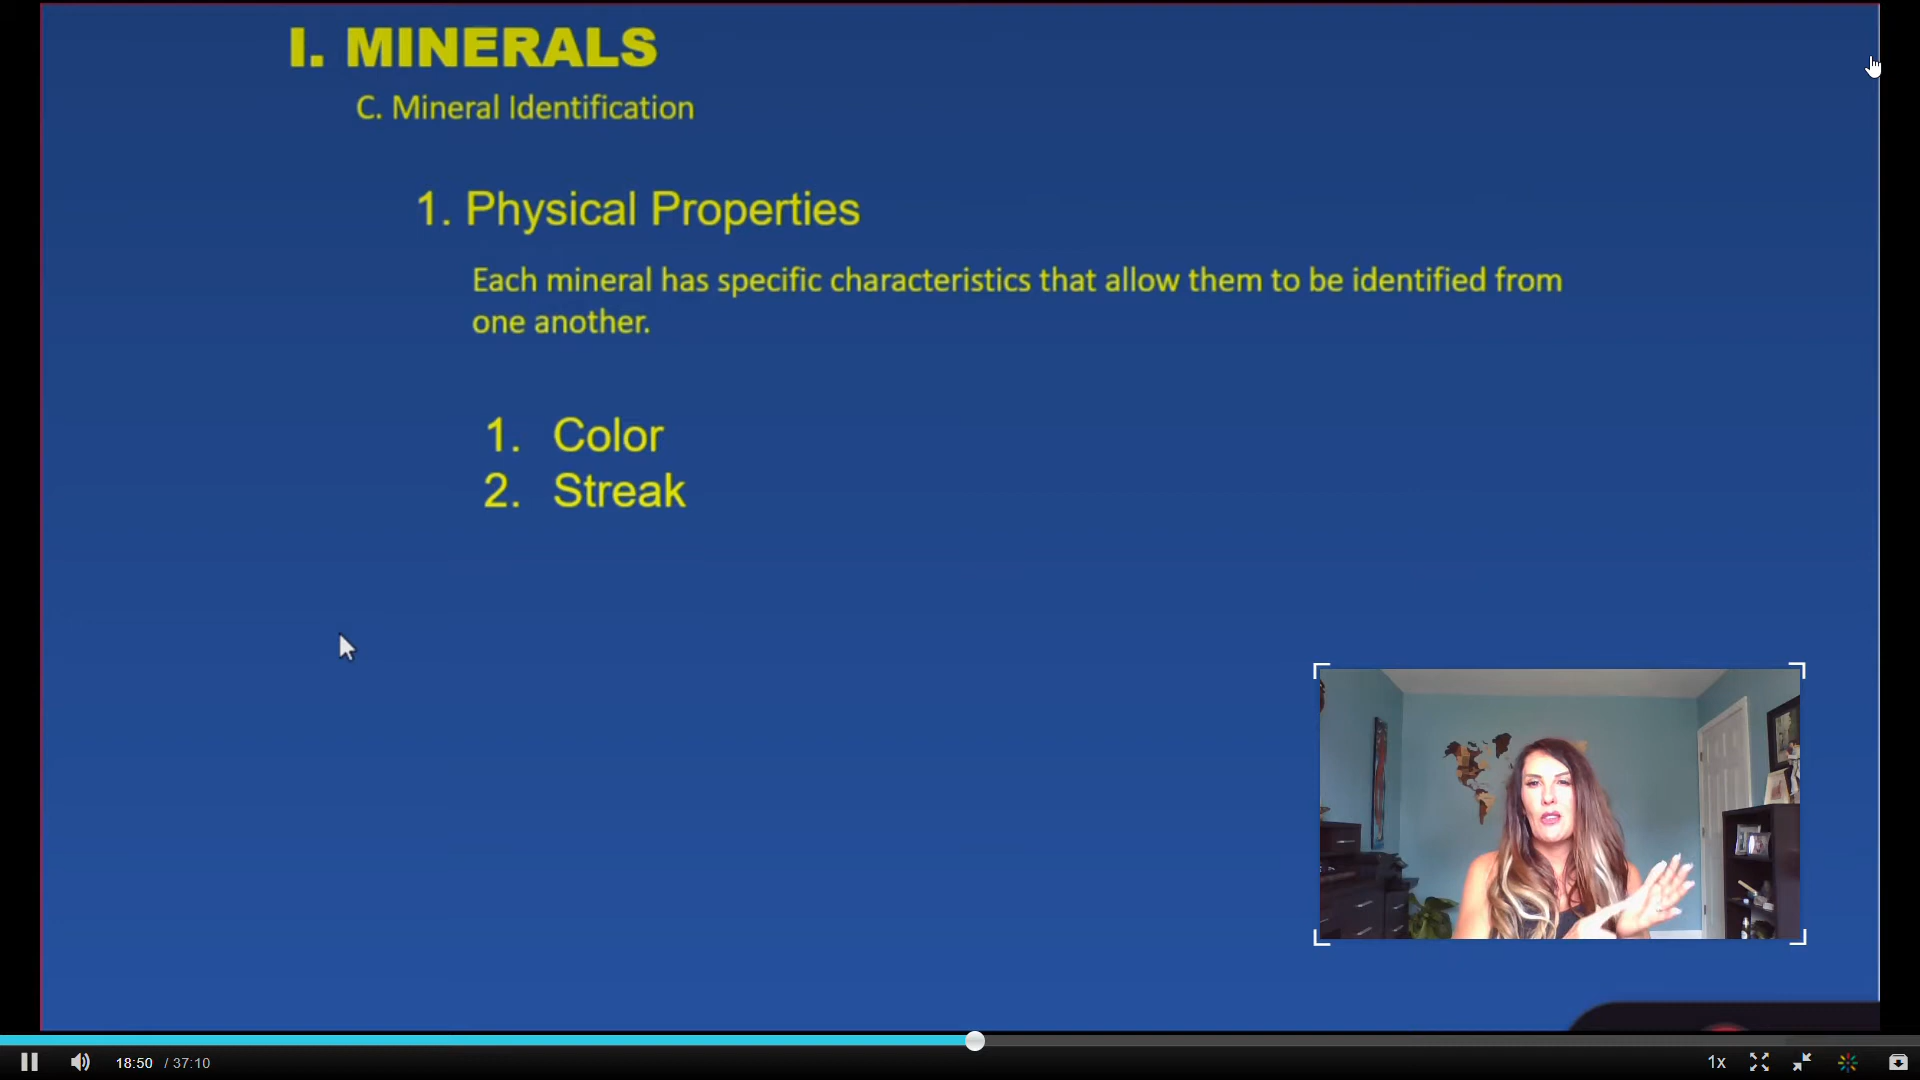 I. MINERALS
C. Mineral Identification
1. Physical Properties
Each mineral has specific characteristics that allow them to be identified from
one another.
1. Color
2. Streak
18:50 / 37:10
1x